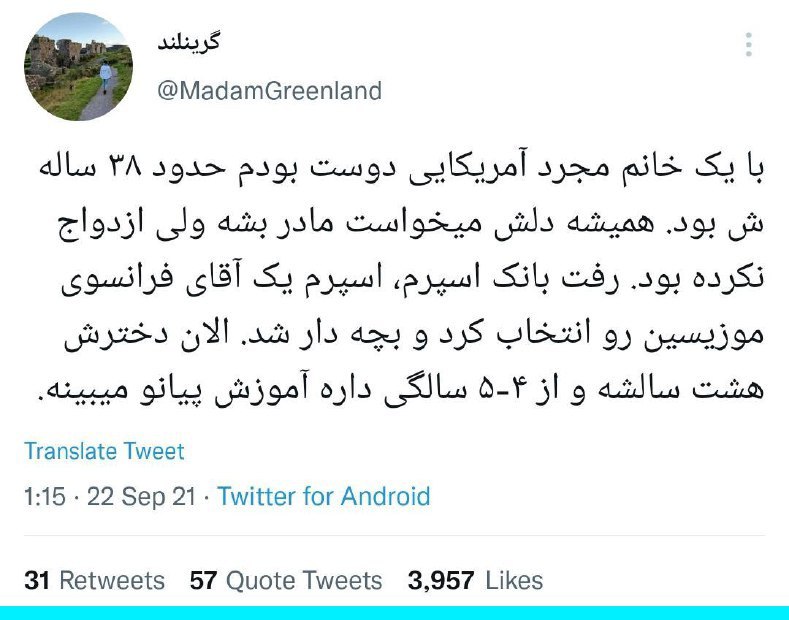 گرینلند
@MadamGreenland
با یک خانم مجرد آمریکایی دوست بودم حدود ۳۸ ساله
ش بود. همیشه دلش میخواست مادر بشه ولی ازدواج
نکرده بود. رفت بانک اسپرم، اسپرم یک آقای فرانسوی
موزیسین رو انتخاب کرد و بچه دار شد. الان دخترش
هشت سالشه و از ۴-۵ سالگی داره آموزش پیانو میبینه.
Translate Tweet
1:15 · 22 Sep 21 · Twitter for Android
31 Retweets 57 Quote Tweets 3,957 Likes